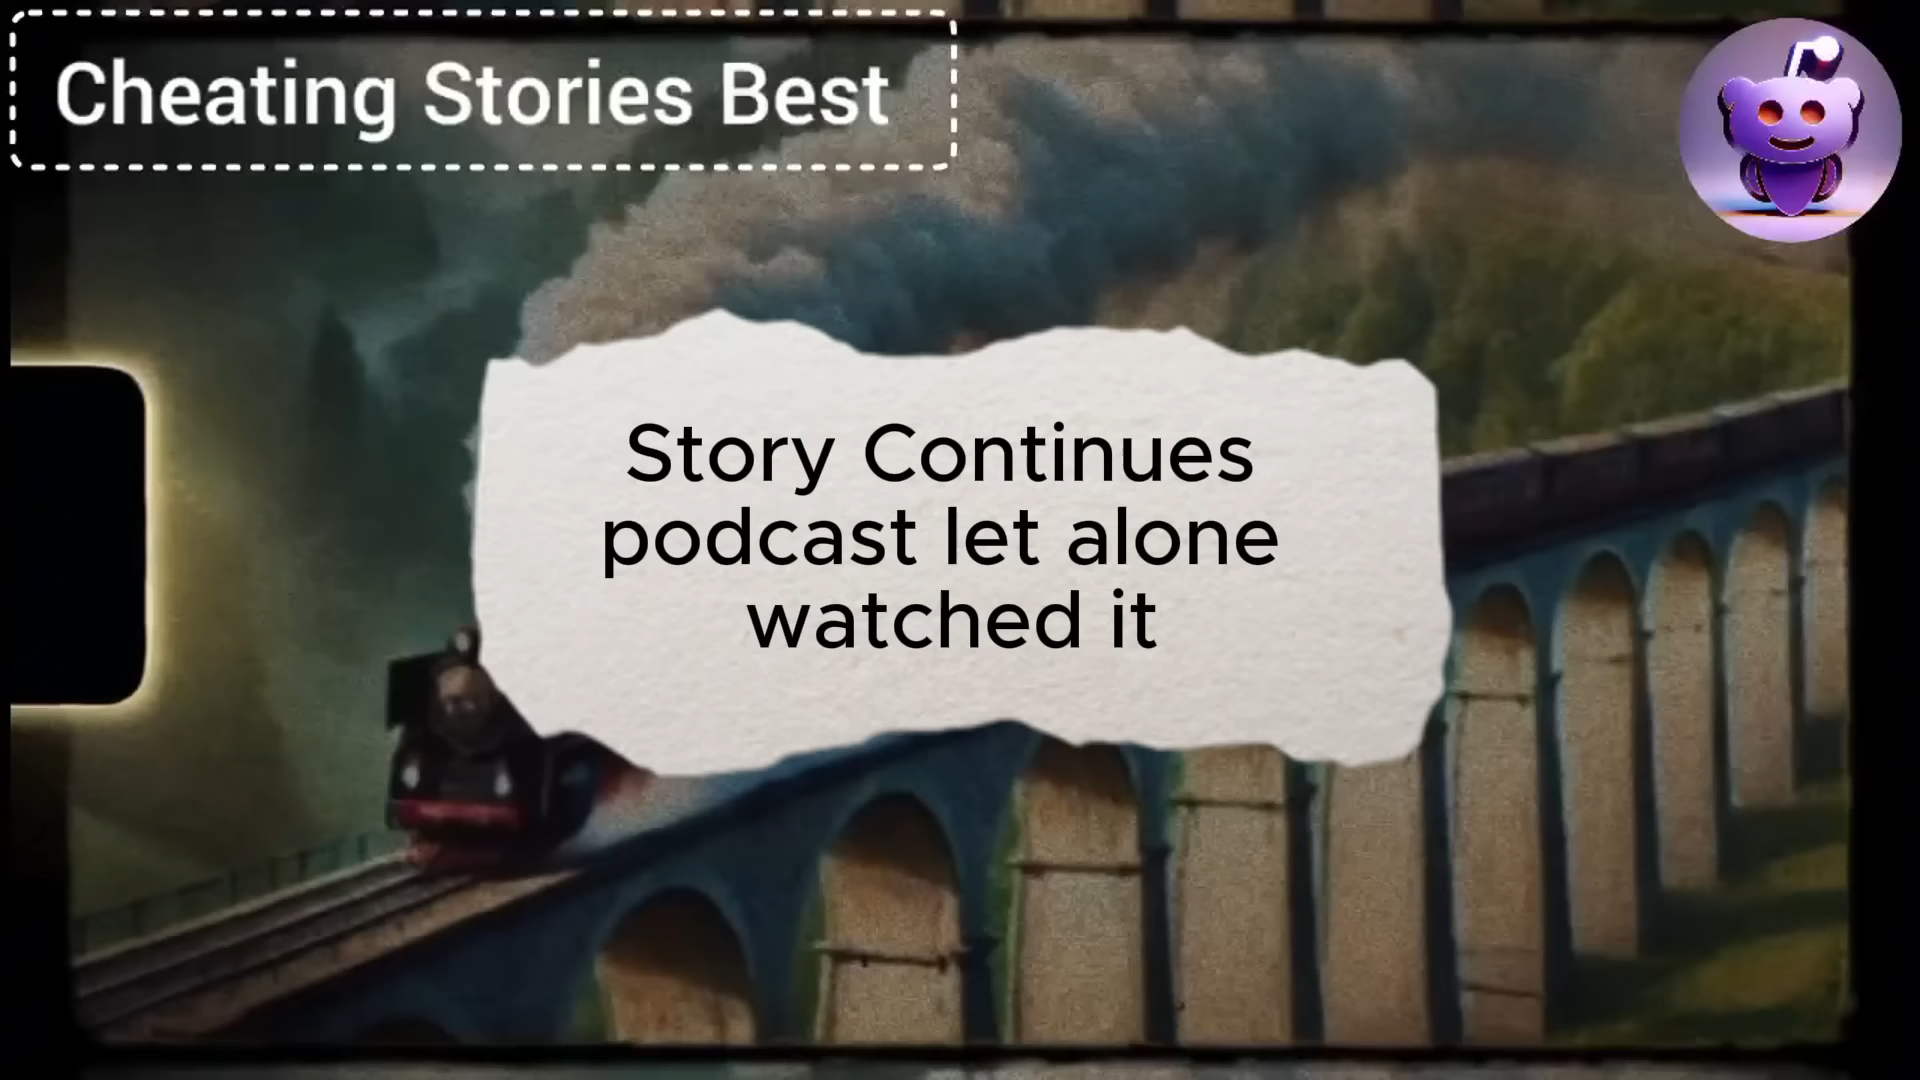 Cheating Stories Best
Story Continues
podcast let alone
watched it